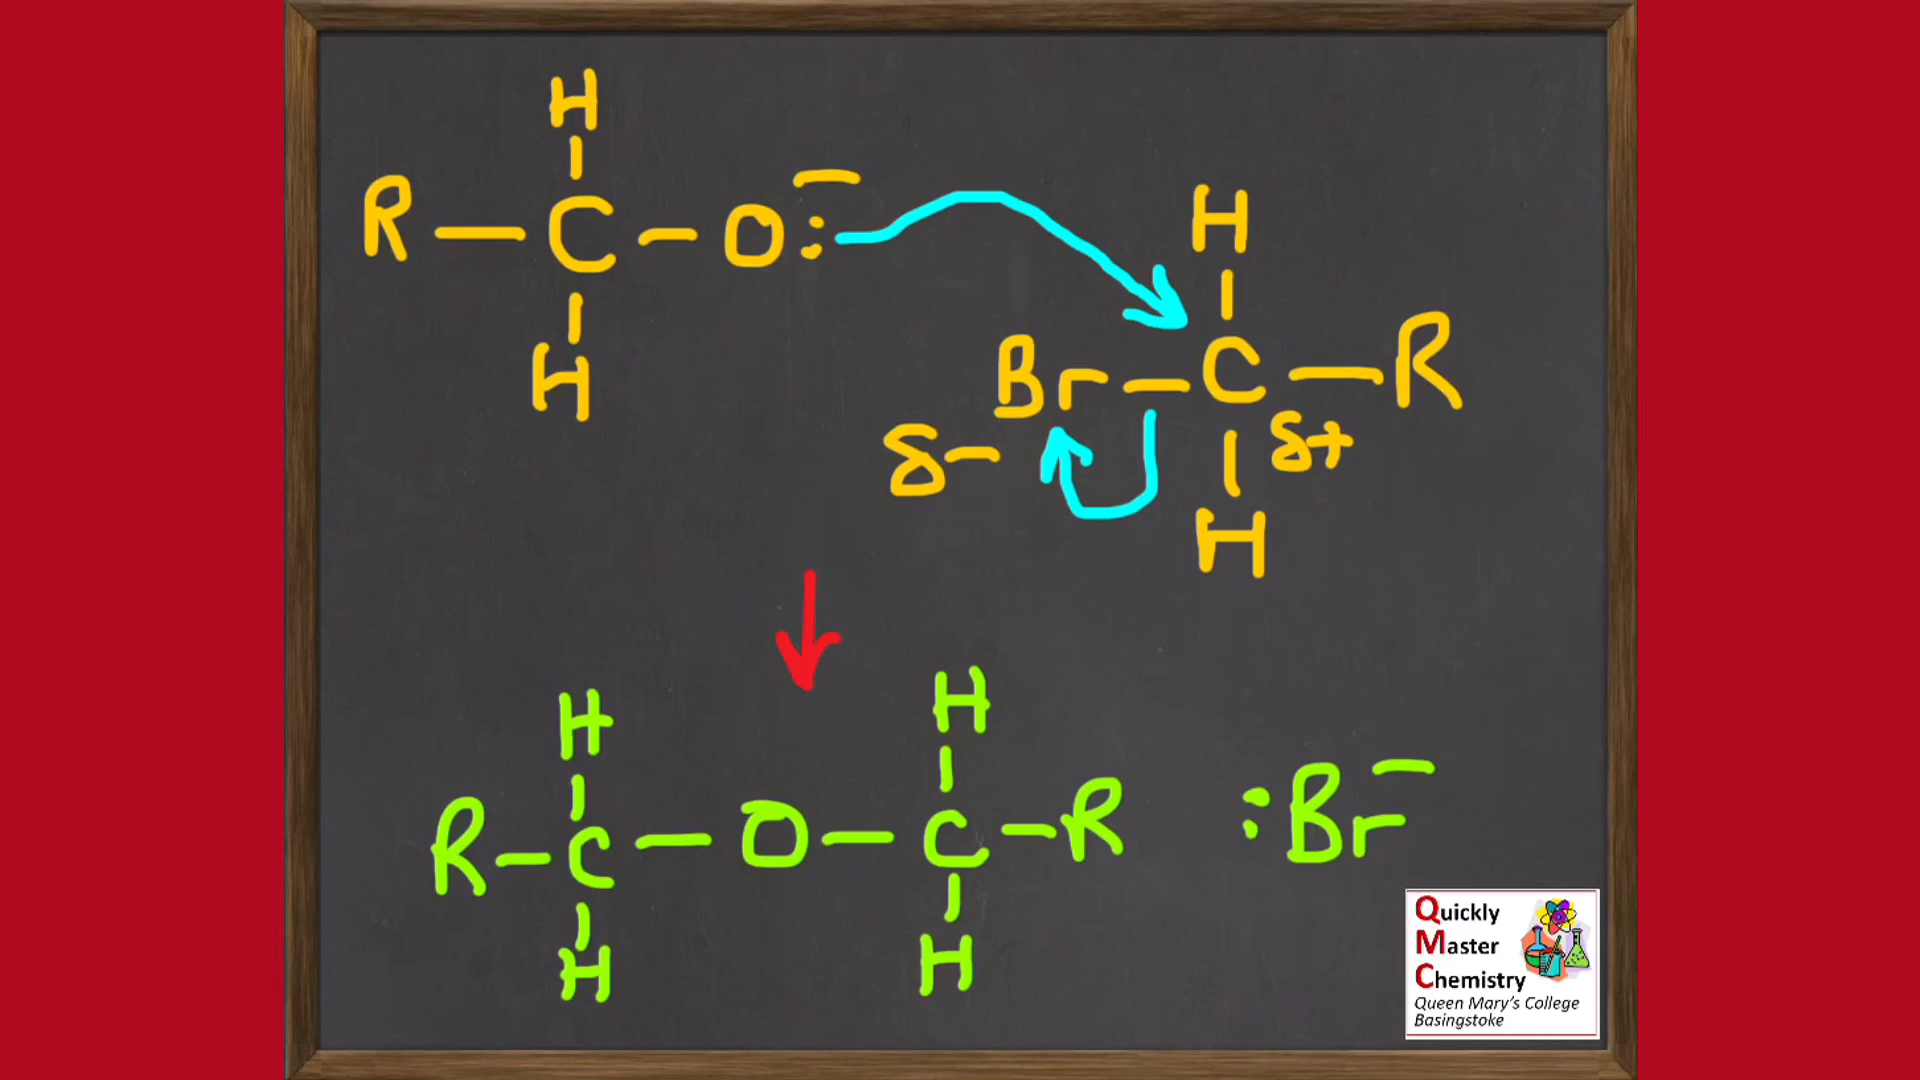 H
R — C — O:⁻
H
H
Br — C — R
δ- δ+
H
H H
R — C — O — C — R :Br⁻
H H
Quickly
Master
Chemistry
Queen Mary's College
Basingstoke